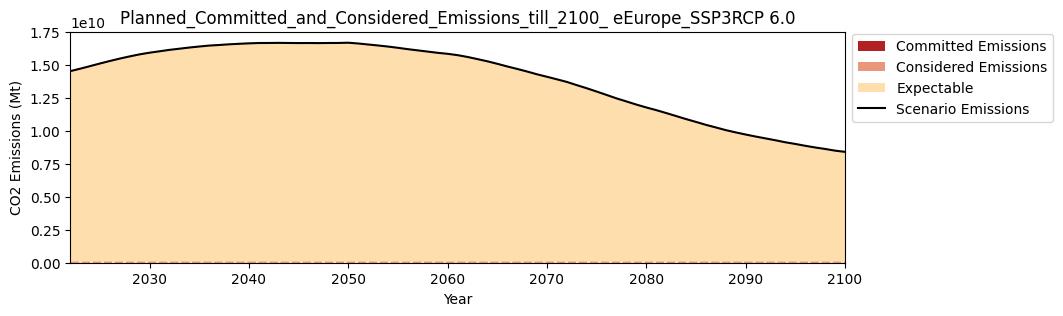 Planned_Committed_and_Considered_Emissions_till_2100_ eEurope_SSP3RCP 6.0
1e10
1.75
1.50
1.25
1.00
0.75
0.50
0.25
0.00
CO2 Emissions (Mt)
2030 2040 2050 2060 2070 2080 2090 2100
Year
Committed Emissions
Considered Emissions
Expectable
Scenario Emissions